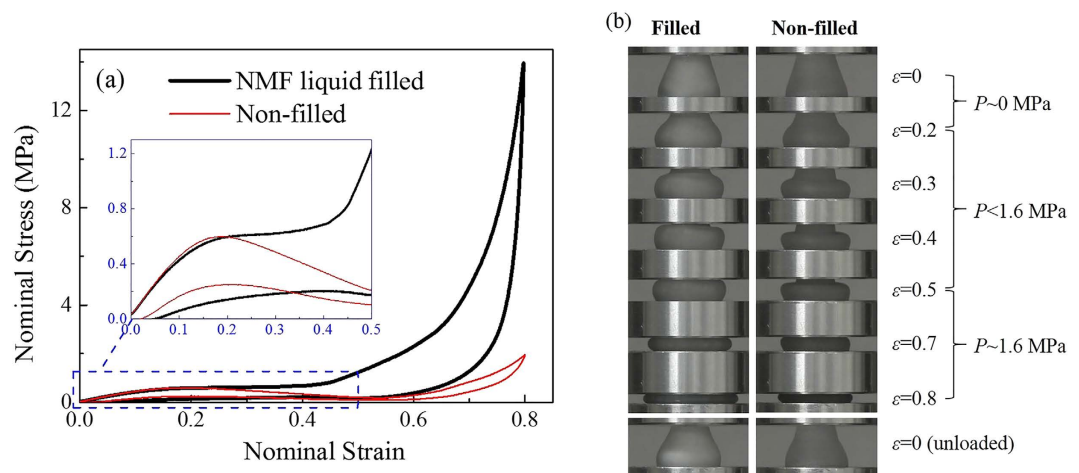 (a)
NMF liquid filled
Non-filled
Nominal Stress (MPa)
12
8
4
0
0.0
0.2
0.4
0.6
0.8
Nominal Strain
1.2
0.8
0.4
0.0
0.0
0.1
0.2
0.3
0.4
0.5
(b)
Filled
Non-filled
ε=0
P~0 MPa
ε=0.2
ε=0.3
P<1.6 MPa
ε=0.4
ε=0.5
ε=0.7
P~1.6 MPa
ε=0.8
ε=0 (unloaded)